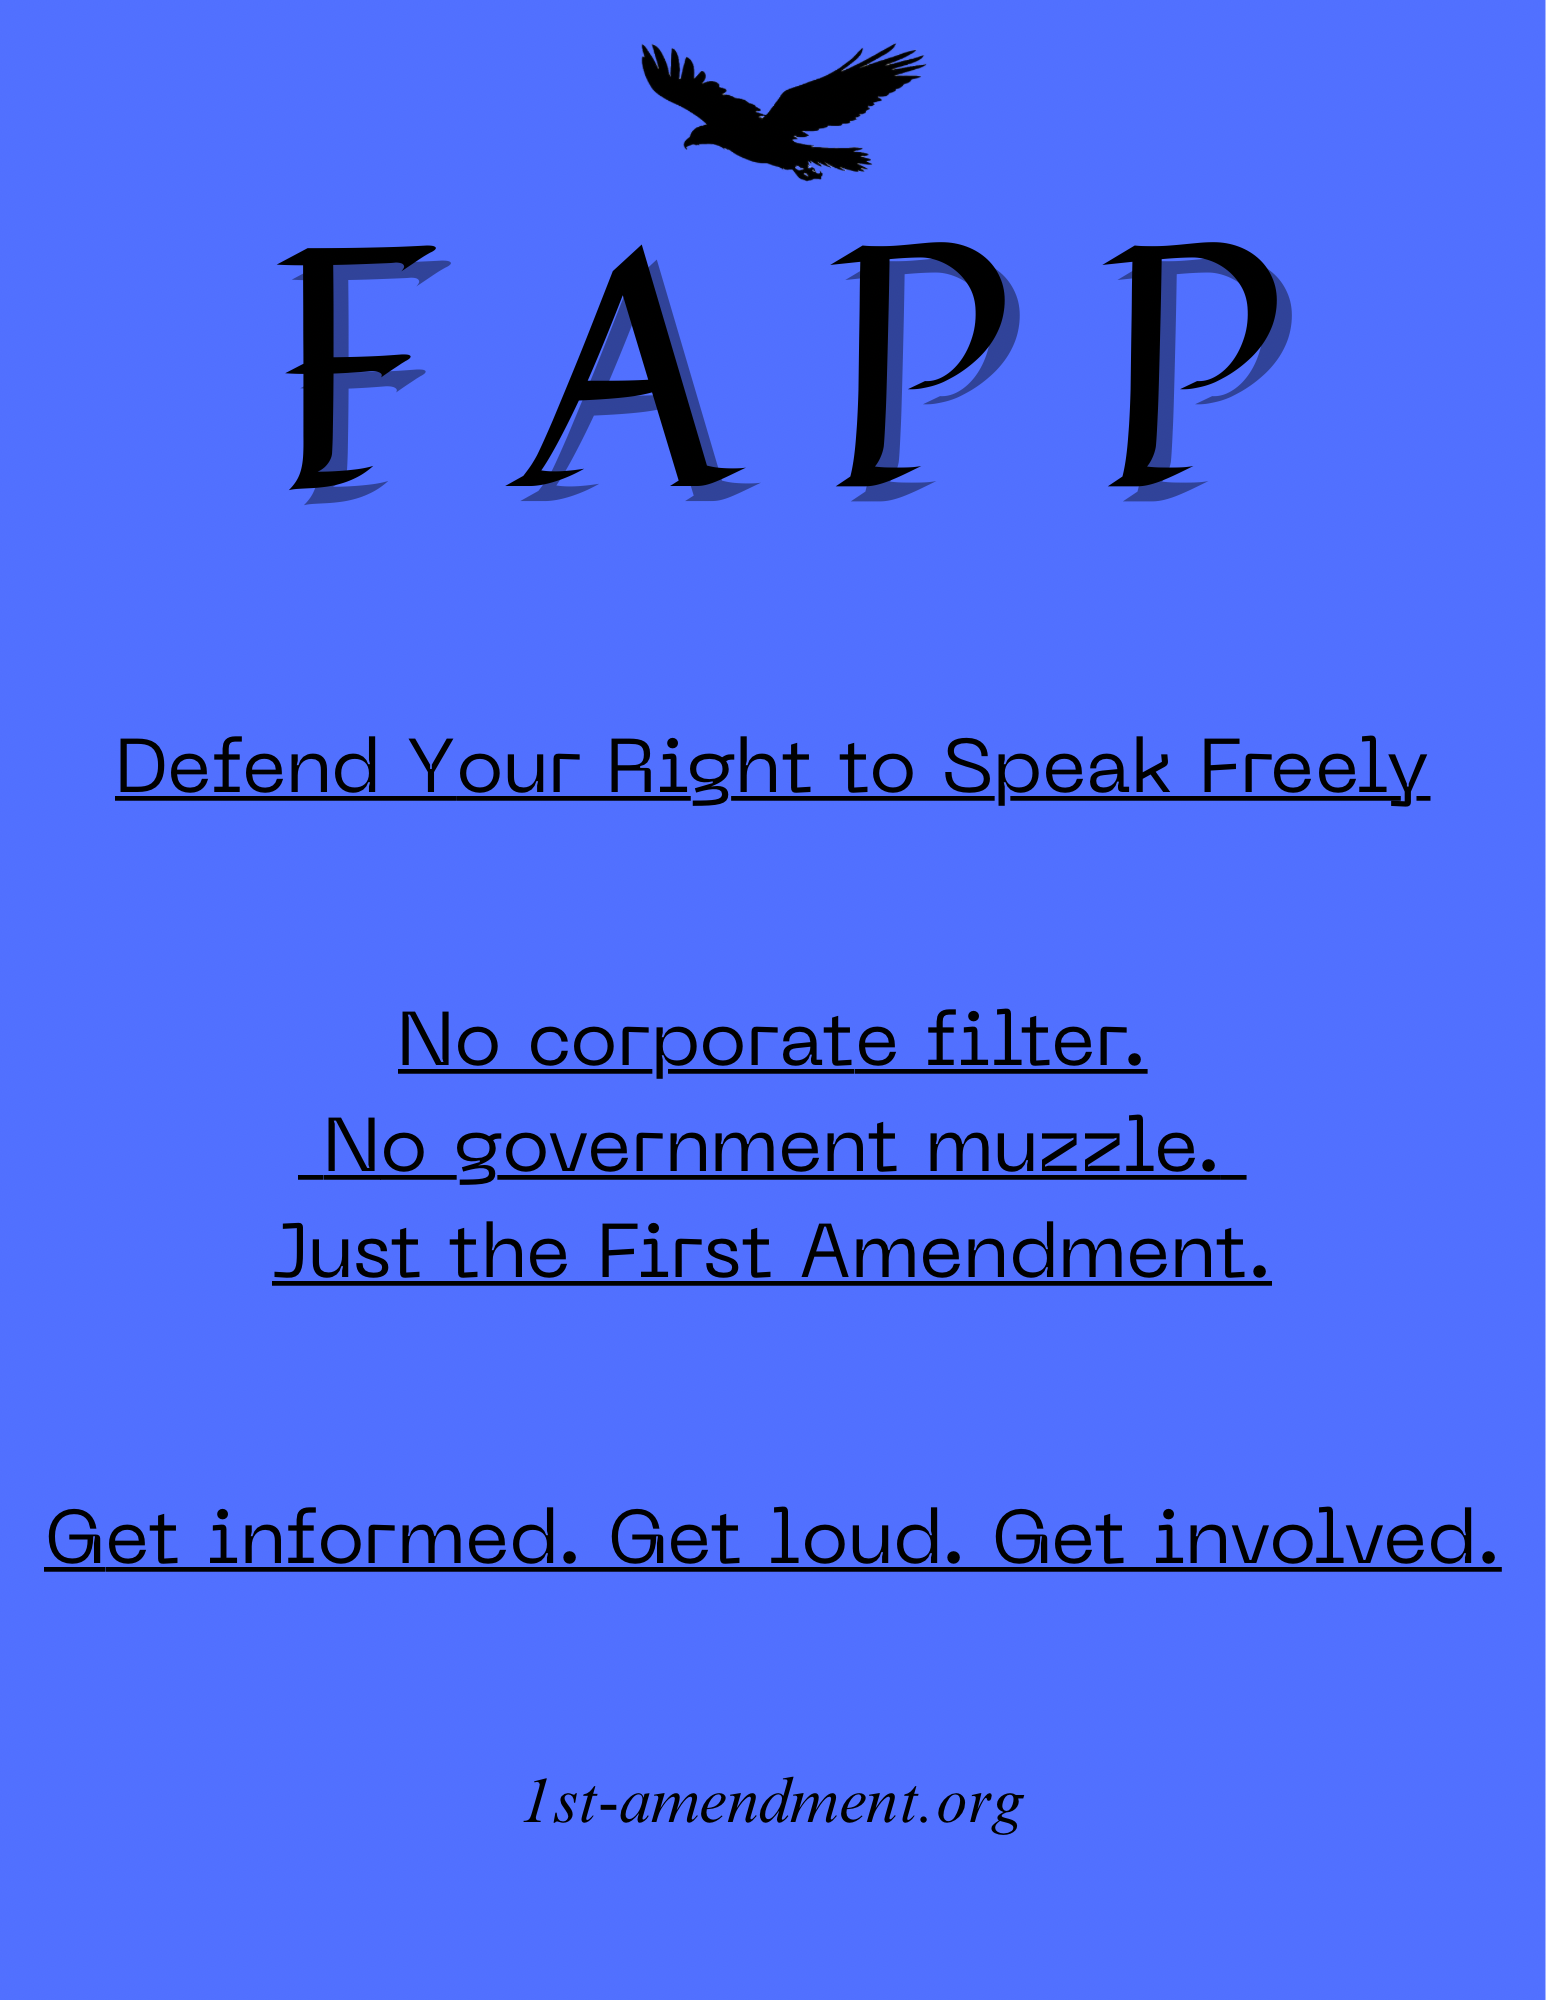 FAPP
Defend Your Right to Speak Freely
No corporate filter.
No government muzzle.
Just the First Amendment.
Get informed. Get loud. Get involved.
1st-amendment.org